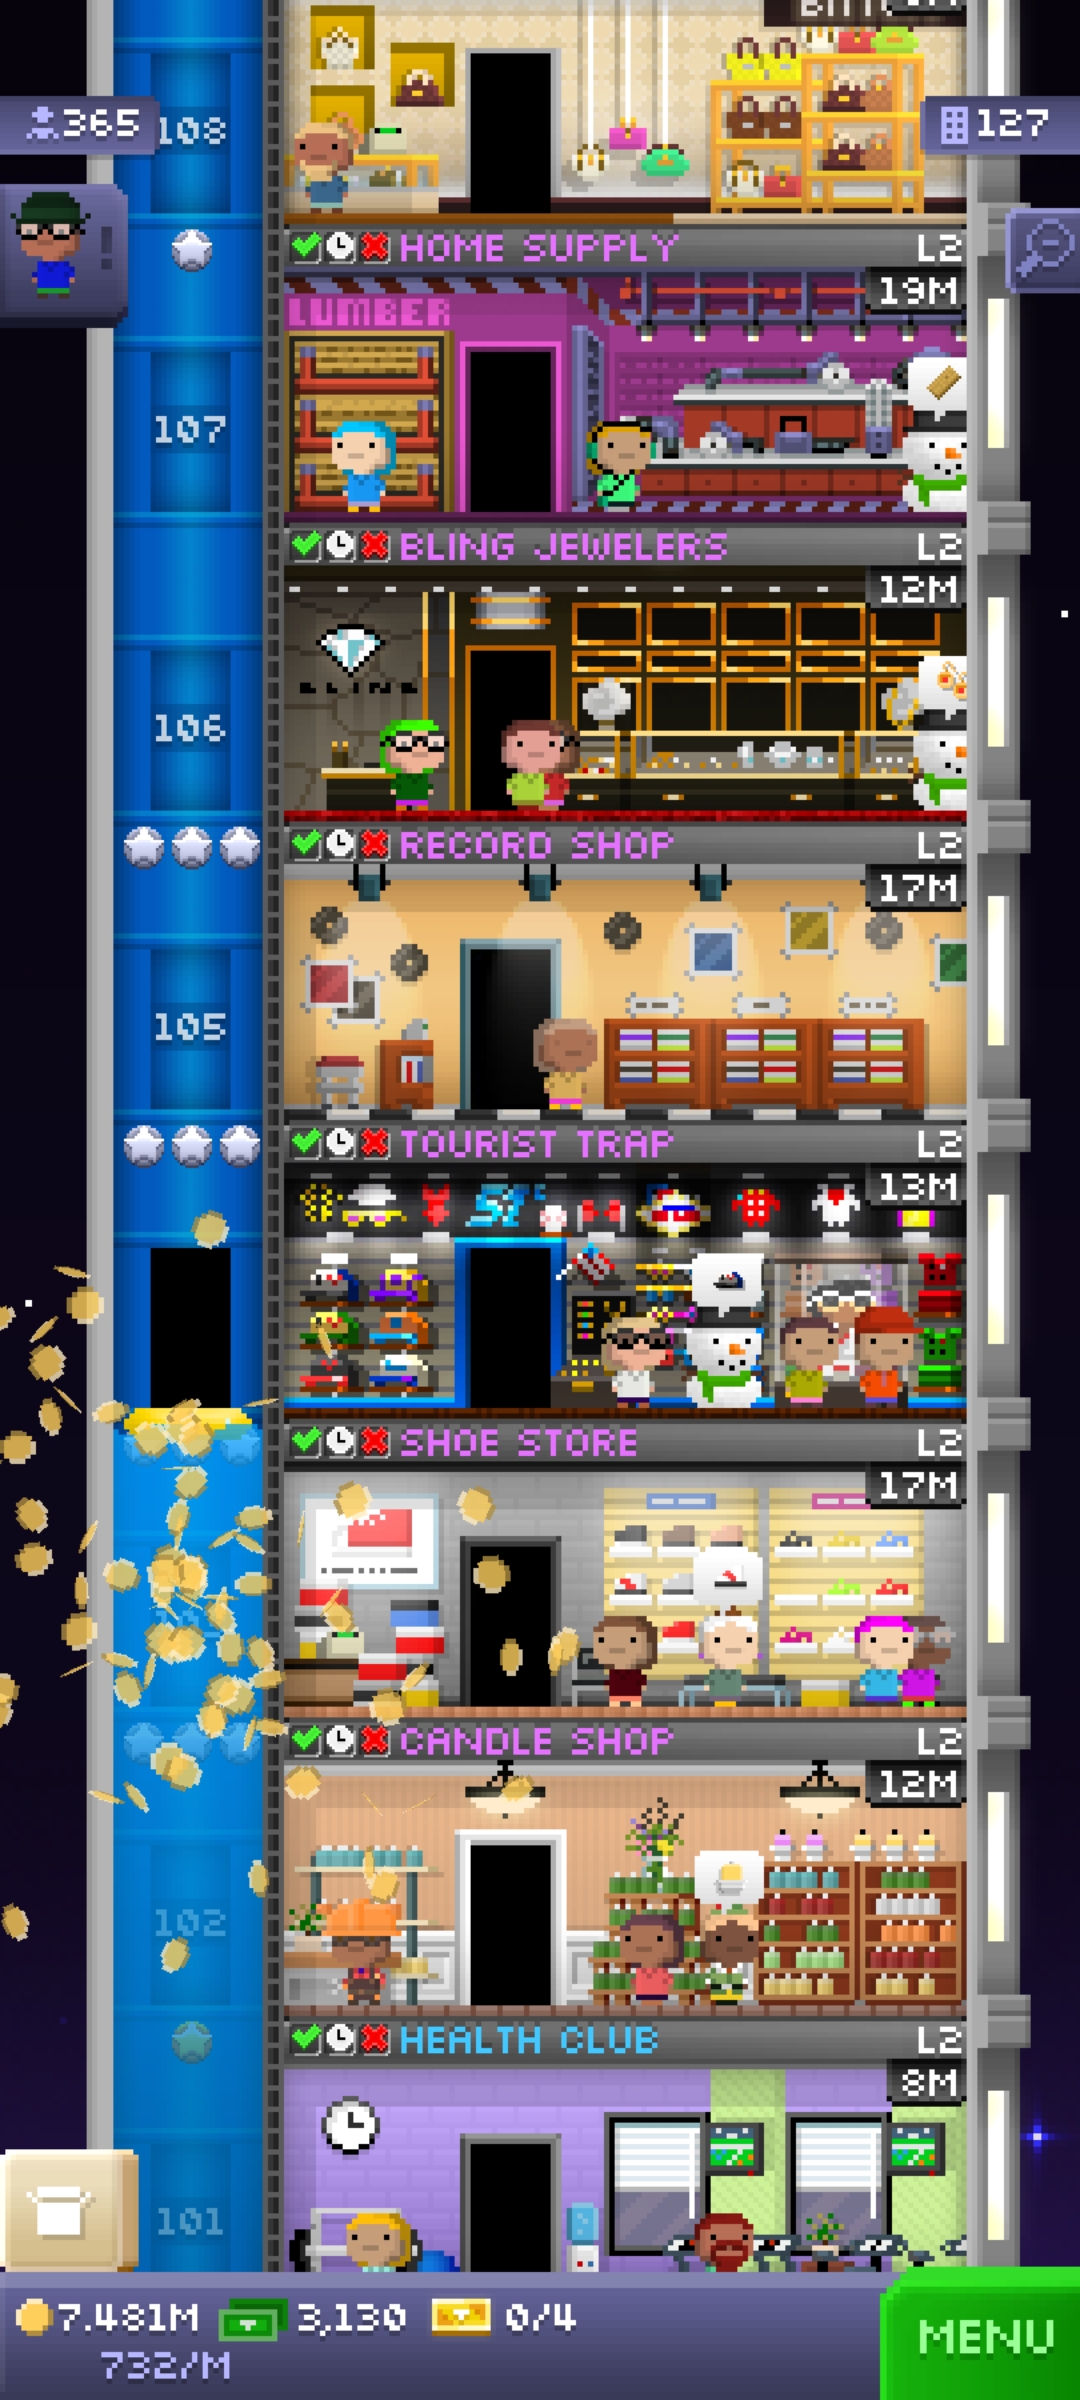 365
108
127
HOME SUPPLY L2
19M
LUMBER
107
BLING JEWELERS L2
12M
BLING
106
RECORD SHOP L2
17M
105
TOURIST TRAP L2
13M
SHOE STORE L2
17M
CANDLE SHOP L2
12M
102
HEALTH CLUB L2
8M
101
7.481M 3,130 0/4
732/M
MENU